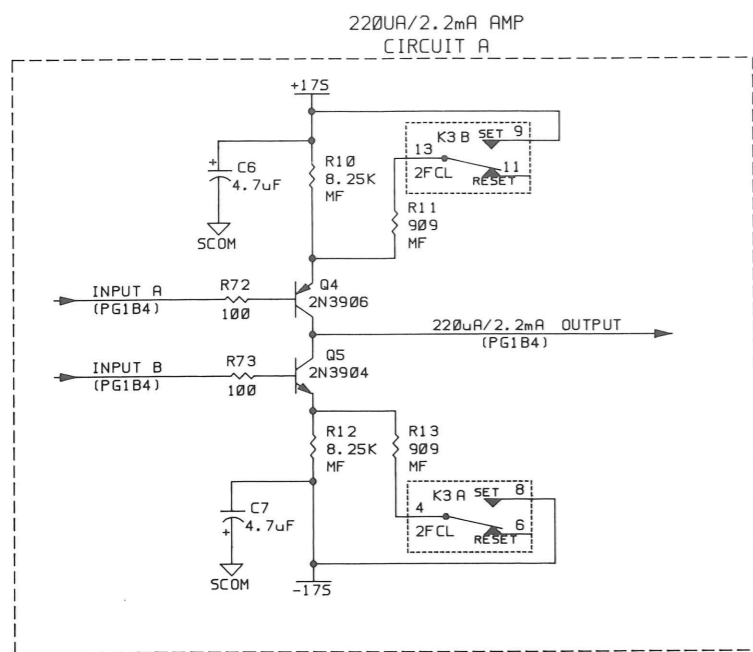 220UA/2.2mA AMP
CIRCUIT A
+17S
K3B SET 9
13
11
2FCL
RESET
+
C6
4.7uF
R10
8.25K
MF
R11
909
MF
SCOM
INPUT A
(PG1B4)
R72
100
Q4
2N3906
220uA/2.2mA OUTPUT
(PG1B4)
INPUT B
(PG1B4)
R73
100
Q5
2N3904
R12
8.25K
MF
R13
909
MF
K3A SET 8
4
6
2FCL
RESET
C7
4.7uF
+
SCOM
-17S